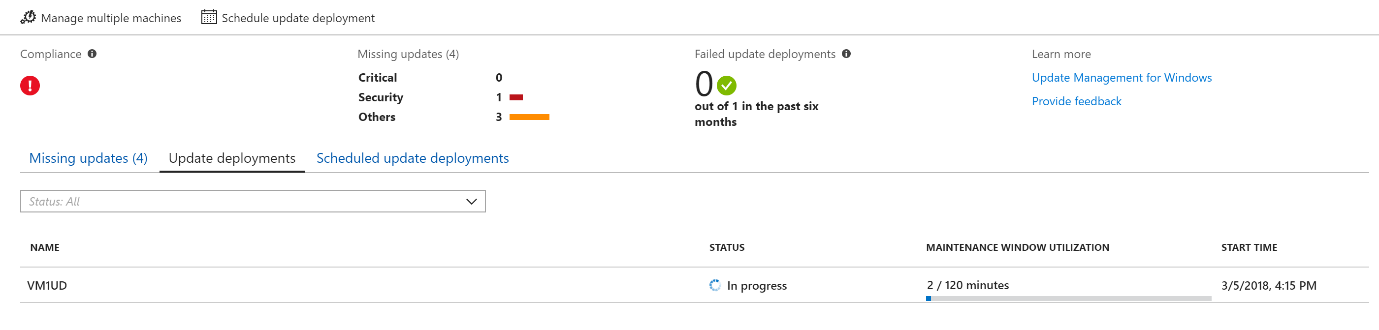 Manage multiple machines Schedule update deployment
Compliance Missing updates (4) Failed update deployments Learn more
Critical 0 0 Update Management for Windows
Security 1 out of 1 in the past six Provide feedback
Others 3 months
Missing updates (4) Update deployments Scheduled update deployments
Status: All
NAME STATUS MAINTENANCE WINDOW UTILIZATION START TIME
VM1UD In progress 2 / 120 minutes 3/5/2018, 4:15 PM